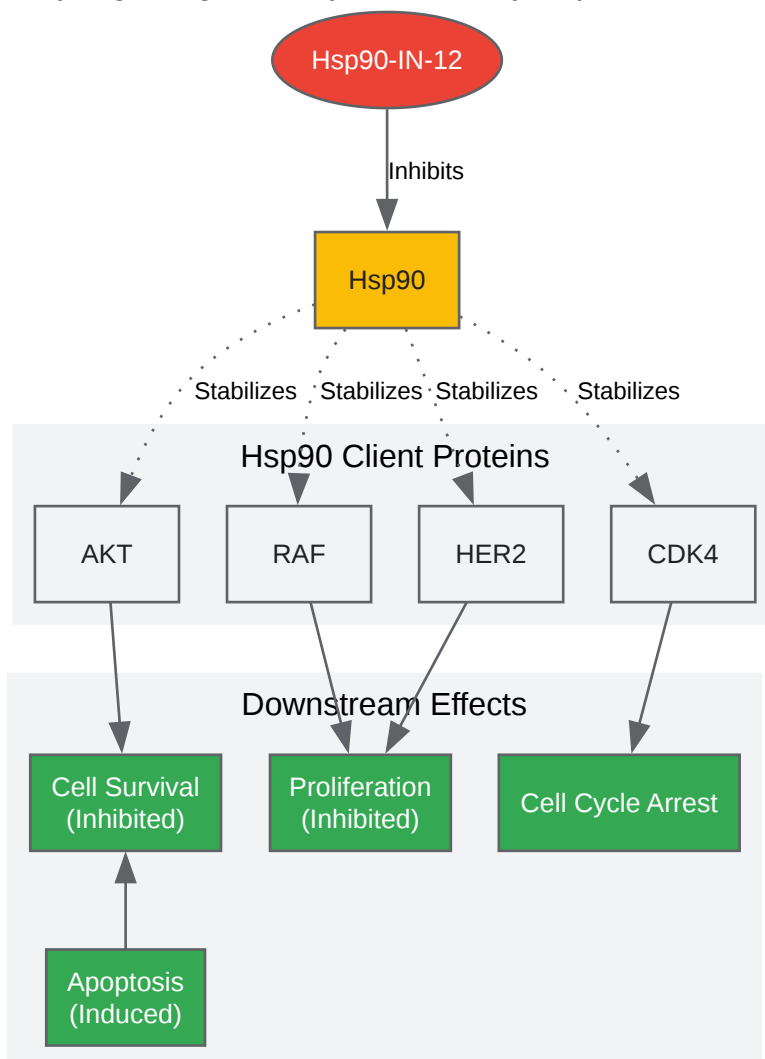 Hsp90-IN-12
Inhibits
Hsp90
Stabilizes Stabilizes Stabilizes Stabilizes
Hsp90 Client Proteins
AKT RAF HER2 CDK4
Downstream Effects
Cell Survival
(Inhibited)
Proliferation
(Inhibited)
Cell Cycle Arrest
Apoptosis
(Induced)